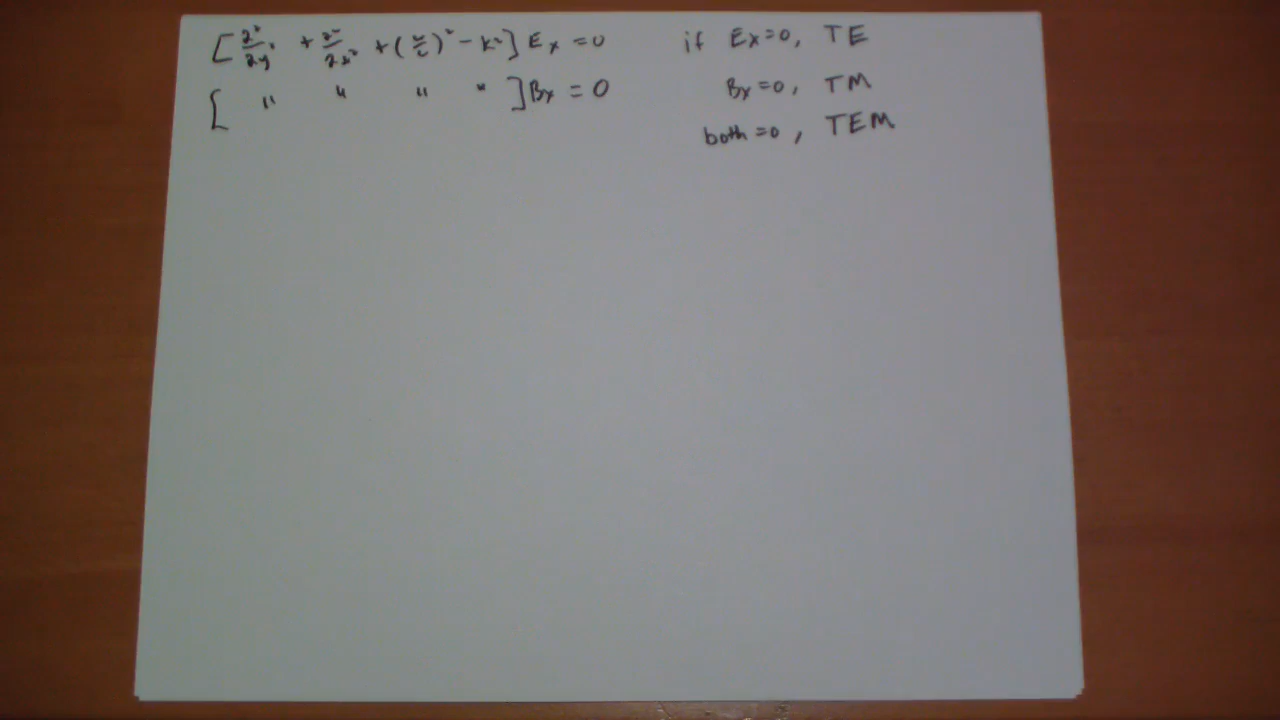 [ ∂²/∂y² + ∂²/∂z² + (ω/c)² - k² ] Ex = 0 if Ex=0, TE
[ " " " " ] Bx = 0 Bx=0, TM
both=0, TEM